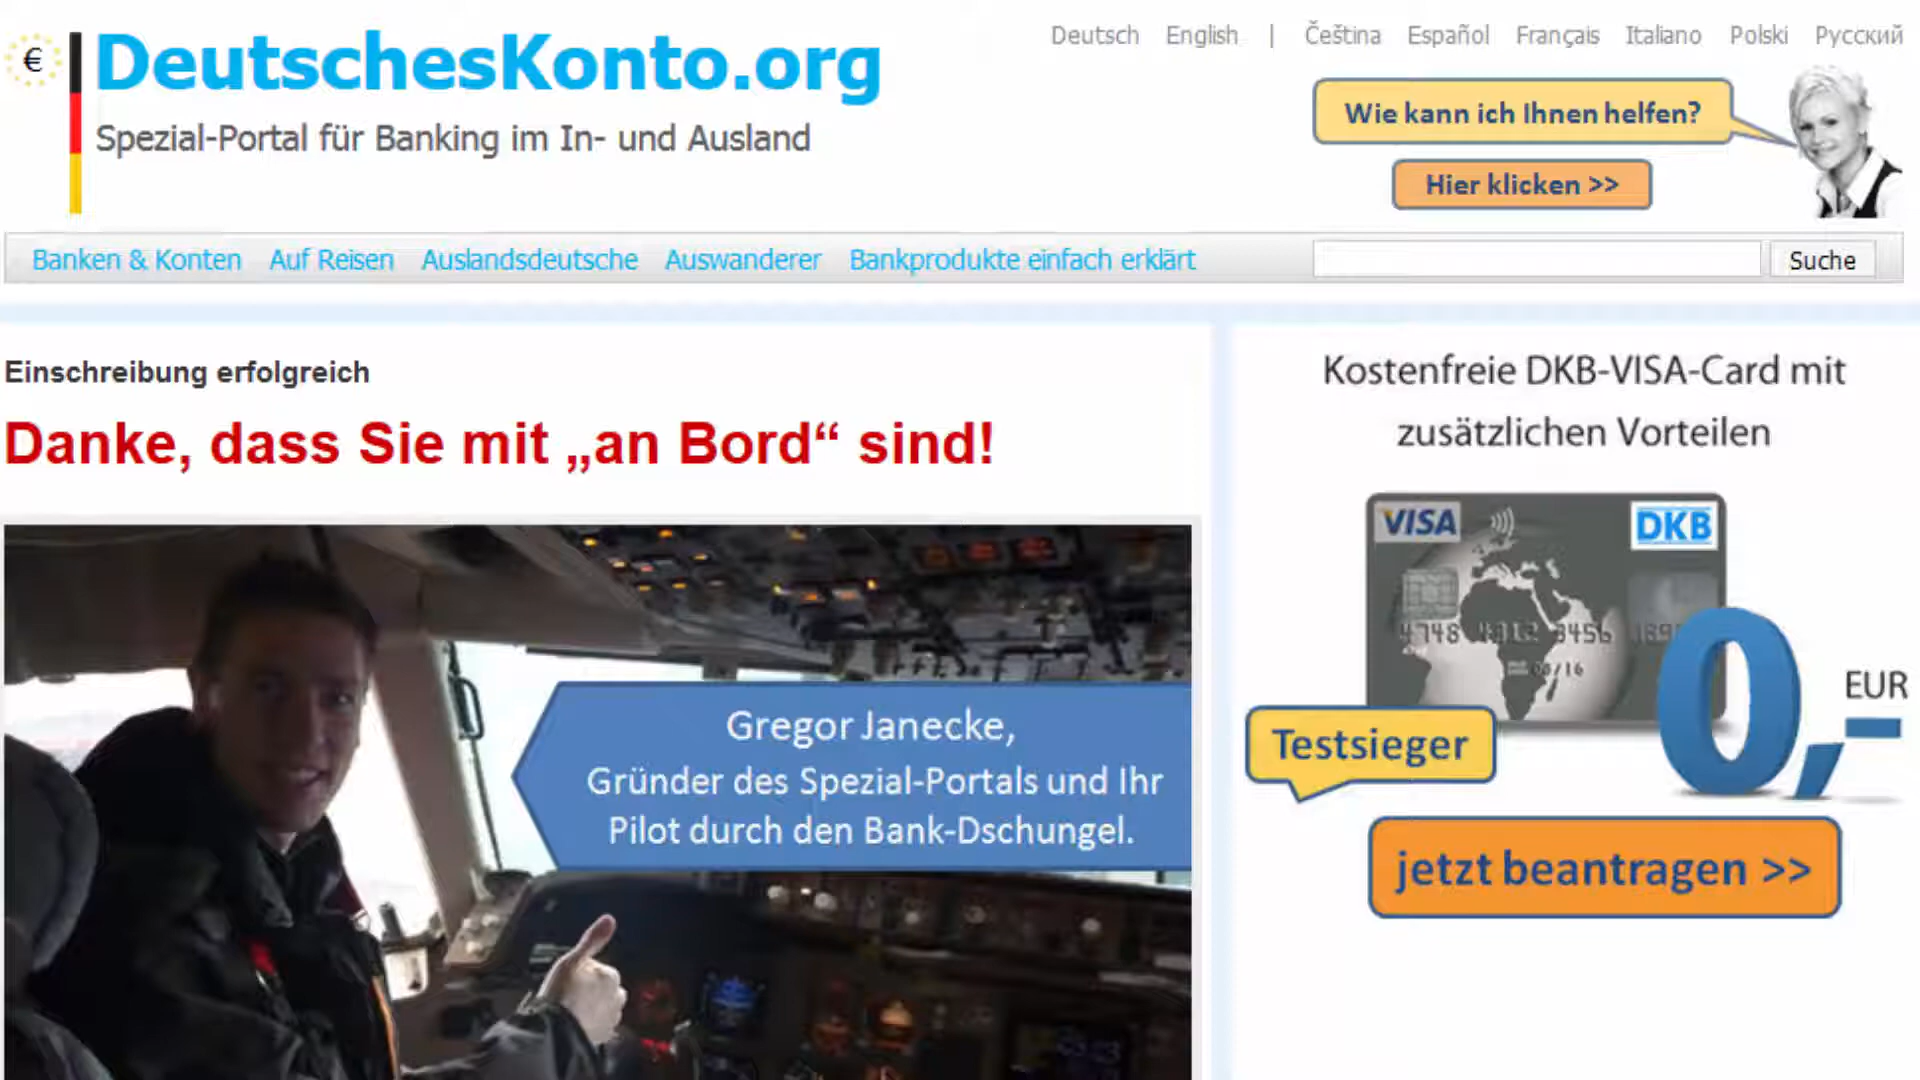 €
DeutschesKonto.org
Spezial-Portal für Banking im In- und Ausland
Deutsch English | Čeština Español Français Italiano Polski Русский
Wie kann ich Ihnen helfen?
Hier klicken >>
Banken & Konten Auf Reisen Auslandsdeutsche Auswanderer Bankprodukte einfach erklärt
Suche
Einschreibung erfolgreich
Danke, dass Sie mit „an Bord“ sind!
Gregor Janecke,
Gründer des Spezial-Portals und Ihr
Pilot durch den Bank-Dschungel.
Kostenfreie DKB-VISA-Card mit
zusätzlichen Vorteilen
VISA
DKB
0,-
EUR
Testsieger
jetzt beantragen >>